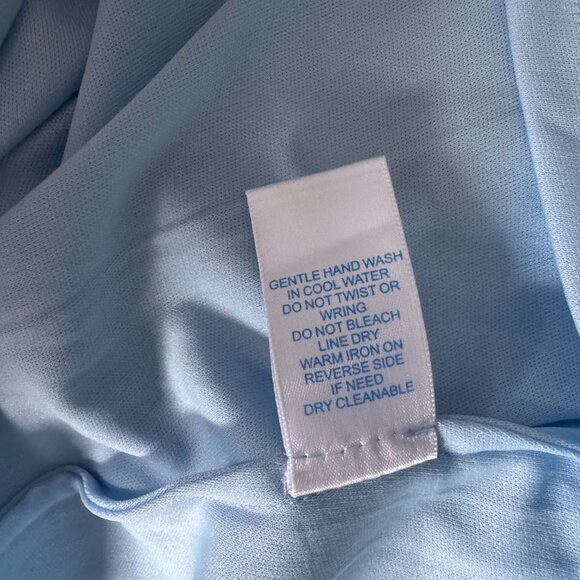 GENTLE HAND WASH
IN COOL WATER
DO NOT TWIST OR
WRING
DO NOT BLEACH
LINE DRY
WARM IRON ON
REVERSE SIDE
IF NEED
DRY CLEANABLE